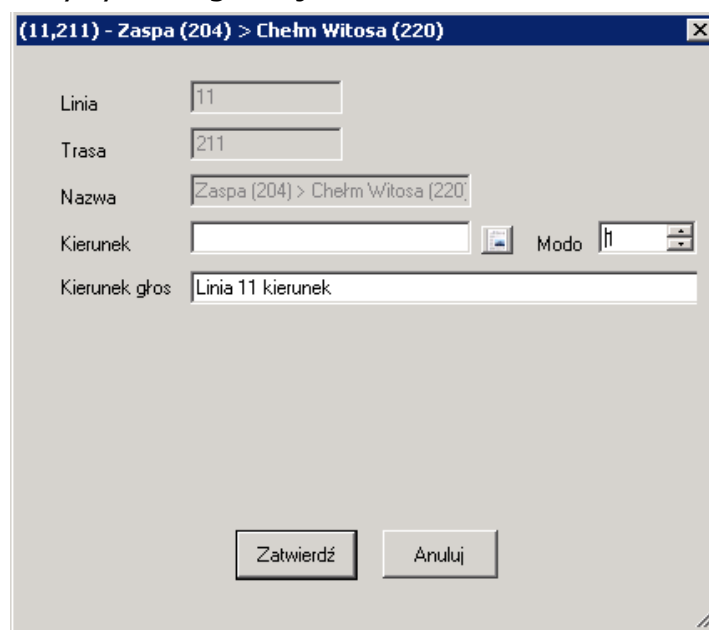 (11,211) - Zaspa (204) > Chełm Witosa (220)
Linia 11
Trasa 211
Nazwa Zaspa (204) > Chełm Witosa (220)
Kierunek Modo
Kierunek głos Linia 11 kierunek
Zatwierdź Anuluj